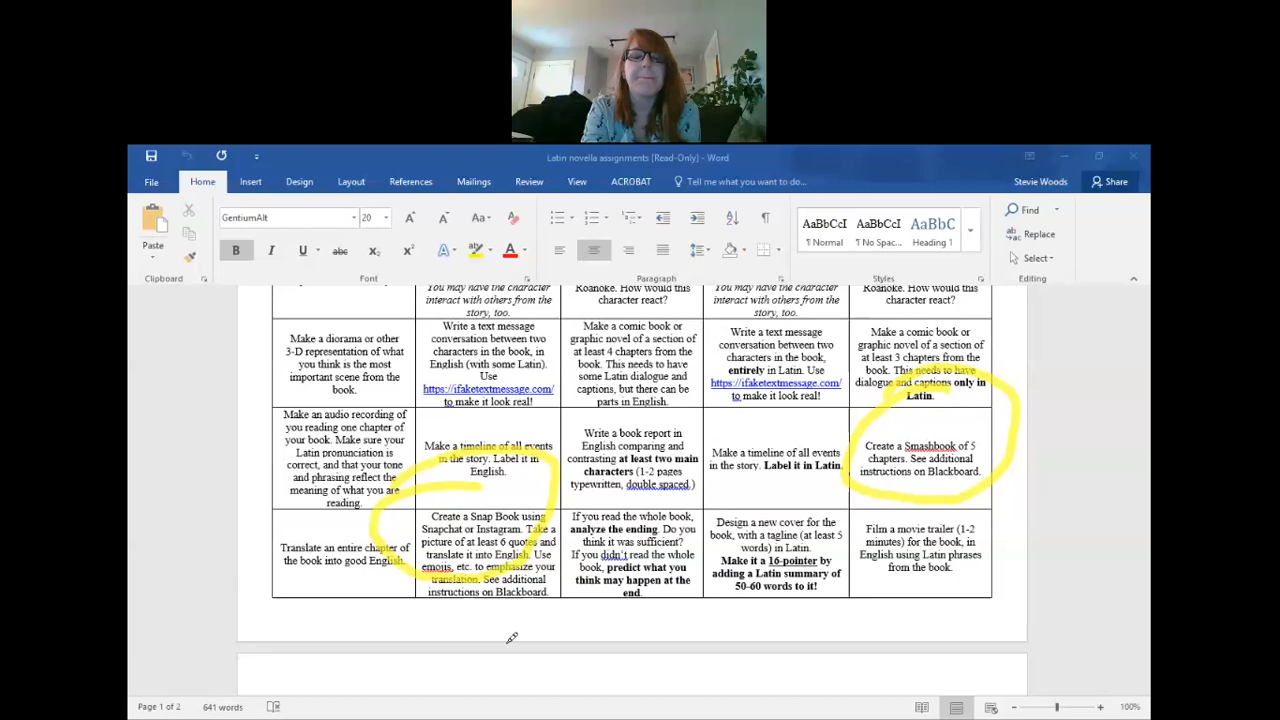 Latin novella assignments [Read-Only] - Word
File
Home
Insert
Design
Layout
References
Mailings
Review
View
ACROBAT
Tell me what you want to do...
Stevie Woods
Share
Paste
Clipboard
GentiumAlt
20
Font
Paragraph
AaBbCcI
Normal
AaBbCcI
No Spac...
AaBbC
Heading 1
Styles
Find
Replace
Select
Editing
You may have the character
interact with others from the
story, too.
Roanoke. How would this
character react?
You may have the character
interact with others from the
story, too.
Roanoke. How would this
character react?
Make a diorama or other
3-D representation of what
you think is the most
important scene from the
book.
Write a text message
conversation between two
characters in the book, in
English (with some Latin).
Use
https://ifaketextmessage.com/
to make it look real!
Make a comic book or
graphic novel of a section of
at least 4 chapters from the
book. This needs to have
some Latin dialogue and
captions, but there can be
parts in English.
Write a text message
conversation between two
characters in the book,
entirely in Latin. Use
https://ifaketextmessage.com/
to make it look real!
Make a comic book or
graphic novel of a section of
at least 3 chapters from the
book. This needs to have
dialogue and captions only in
Latin.
Make an audio recording of
you reading one chapter of
your book. Make sure your
Latin pronunciation is
correct, and that your tone
and phrasing reflect the
meaning of what you are
reading.
Make a timeline of all events
in the story. Label it in
English.
Write a book report in
English comparing and
contrasting at least two main
characters (1-2 pages
typewritten, double spaced.)
Make a timeline of all events
in the story. Label it in Latin.
Create a Smashbook of 5
chapters. See additional
instructions on Blackboard.
Translate an entire chapter of
the book into good English.
Create a Snap Book using
Snapchat or Instagram. Take a
picture of at least 6 quotes and
translate it into English. Use
emojis, etc. to emphasize your
translation. See additional
instructions on Blackboard.
If you read the whole book,
analyze the ending. Do you
think it was sufficient?
If you didn't read the whole
book, predict what you
think may happen at the
end.
Design a new cover for the
book, with a tagline (at least 5
words) in Latin.
Make it a 16-pointer by
adding a Latin summary of
50-60 words to it!
Film a movie trailer (1-2
minutes) for the book, in
English using Latin phrases
from the book.
Page 1 of 2
641 words
100%